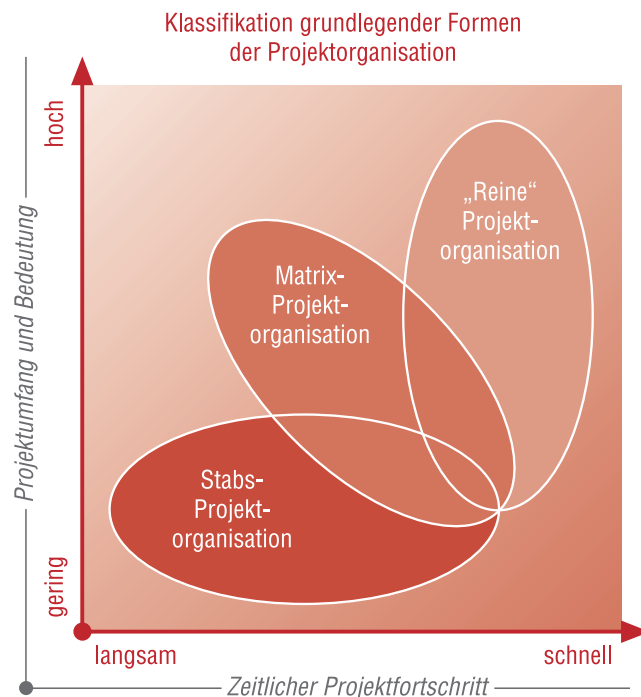 Klassifikation grundlegender Formen
der Projektorganisation
hoch
„Reine“
Projekt-
organisation
Matrix-
Projekt-
organisation
Stabs-
Projekt-
organisation
Projektumfang und Bedeutung
gering
langsam
schnell
Zeitlicher Projektfortschritt